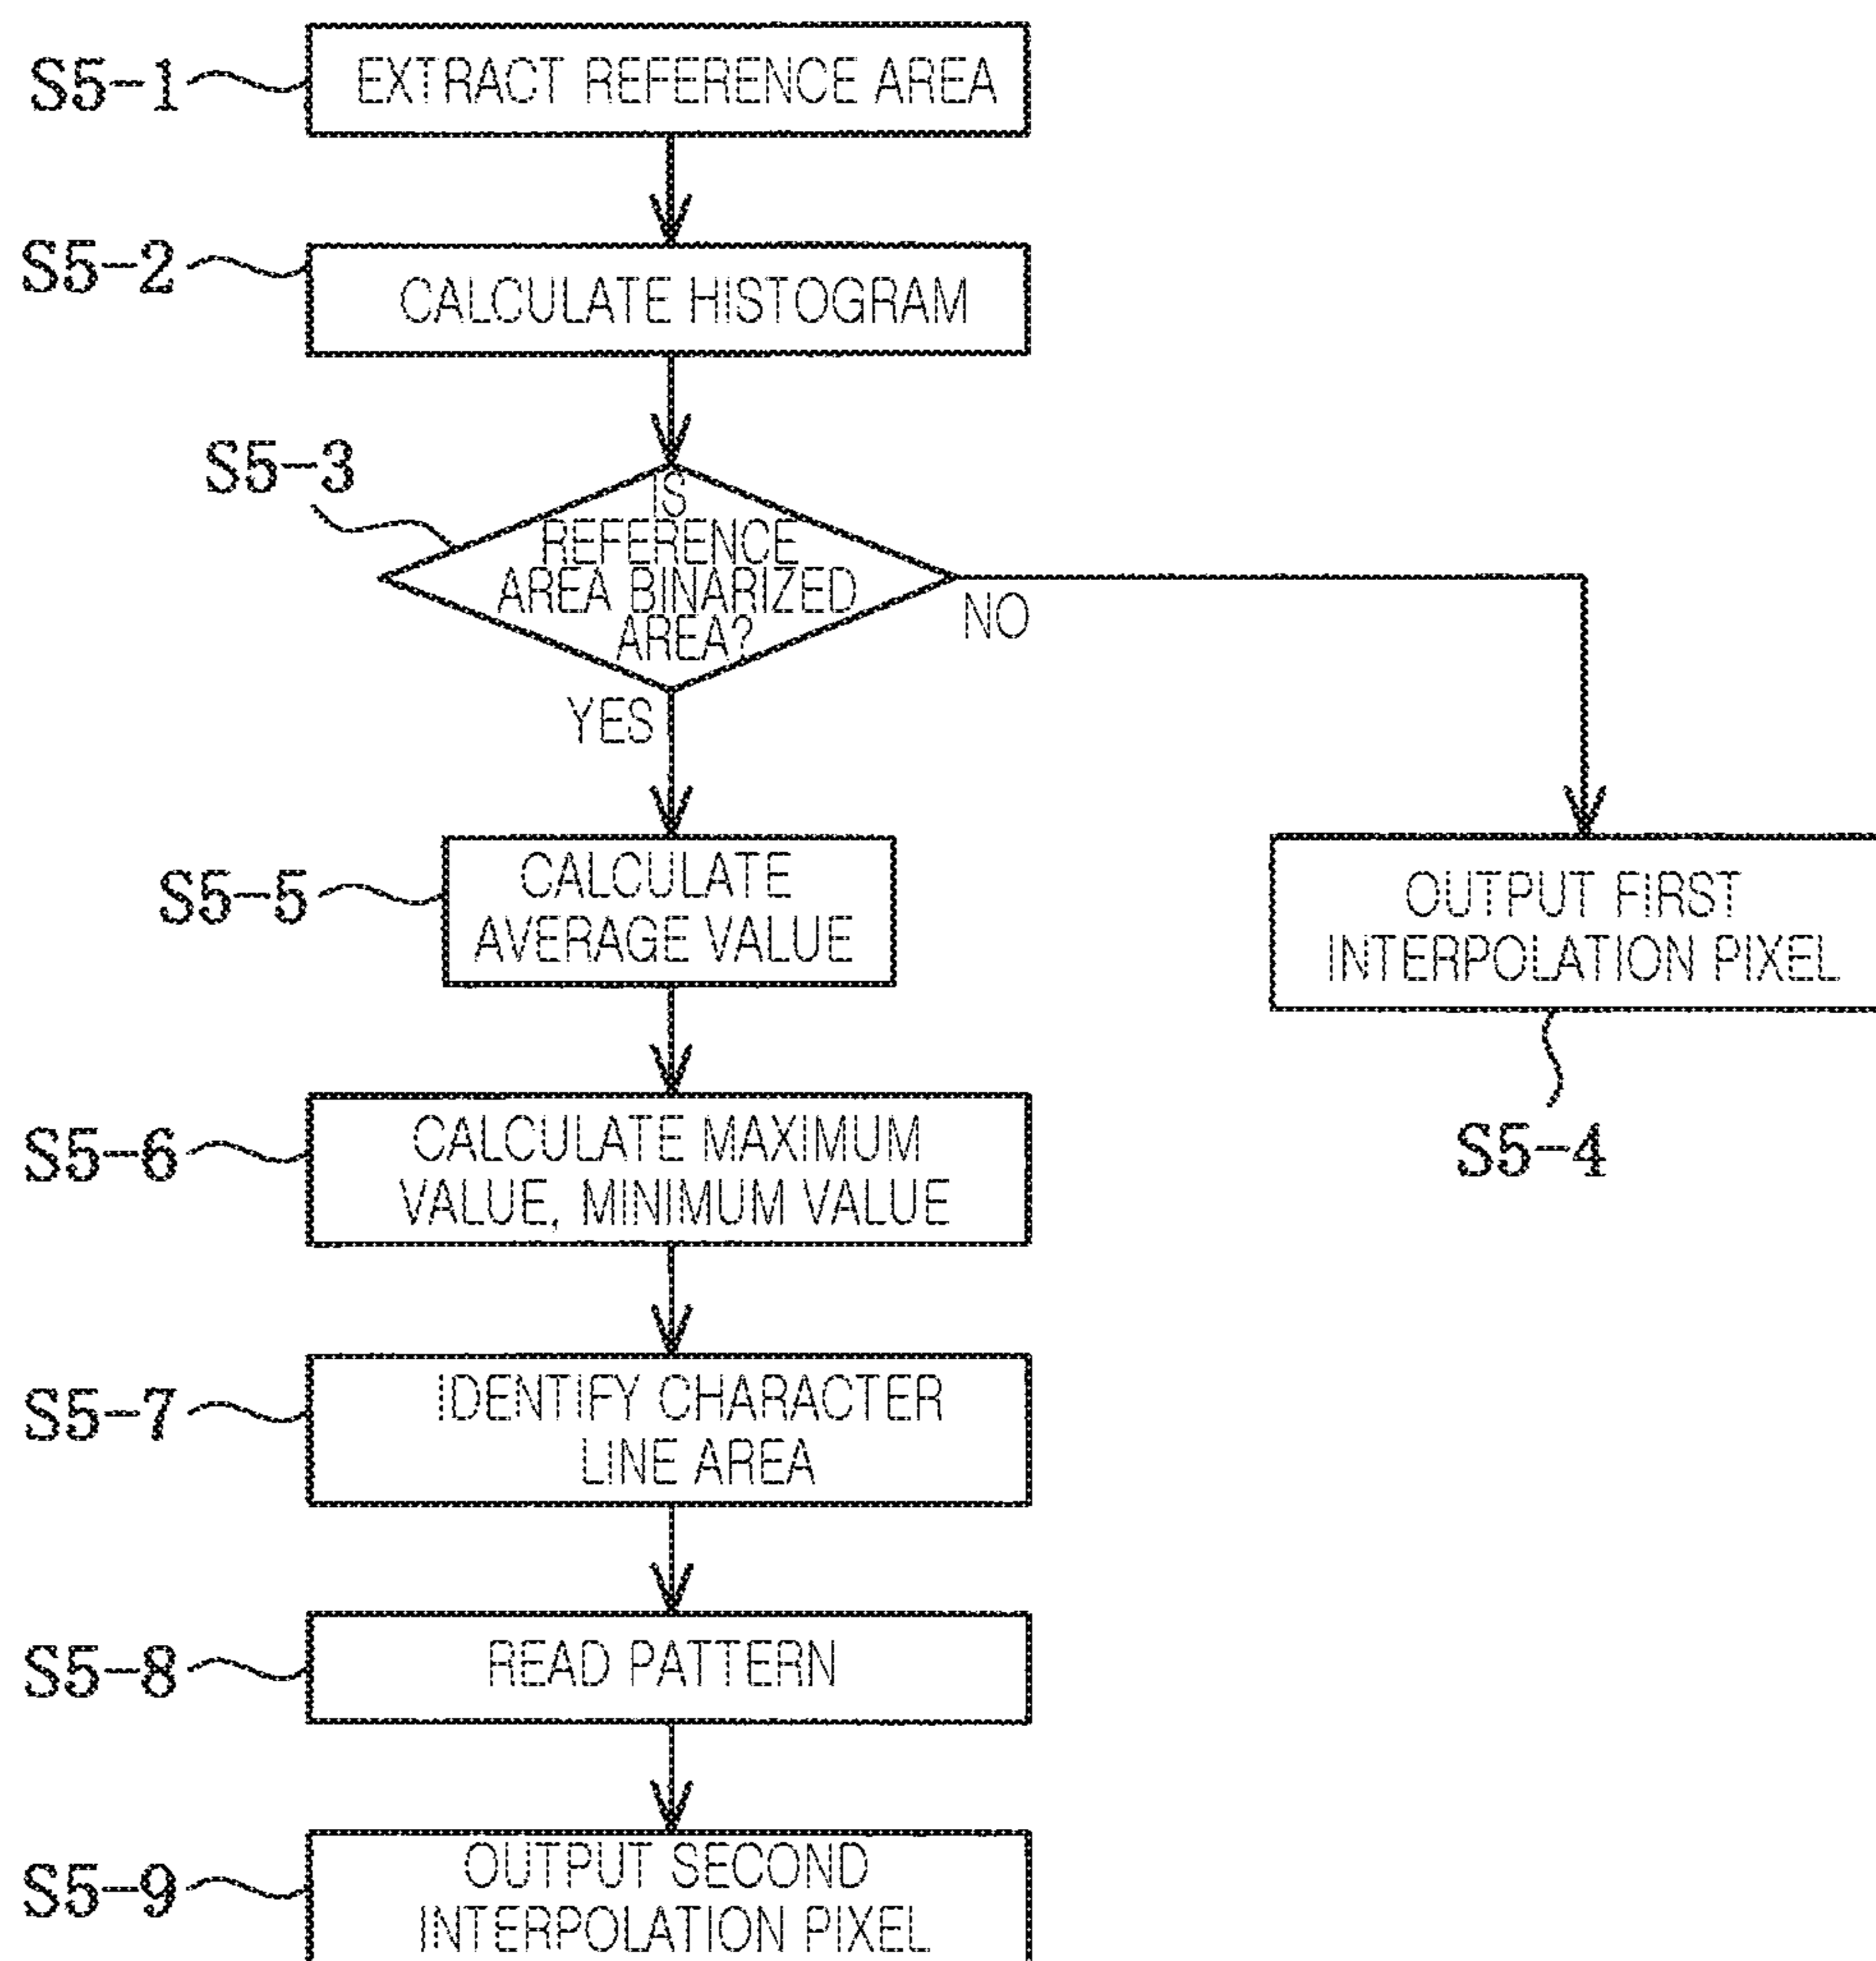 S5-1
EXTRACT REFERENCE AREA
S5-2
CALCULATE HISTOGRAM
S5-3
IS
REFERENCE
AREA BINARIZED
AREA?
NO
YES
S5-5
CALCULATE
AVERAGE VALUE
OUTPUT FIRST
INTERPOLATION PIXEL
S5-4
S5-6
CALCULATE MAXIMUM
VALUE, MINIMUM VALUE
S5-7
IDENTIFY CHARACTER
LINE AREA
S5-8
READ PATTERN
S5-9
OUTPUT SECOND
INTERPOLATION PIXEL